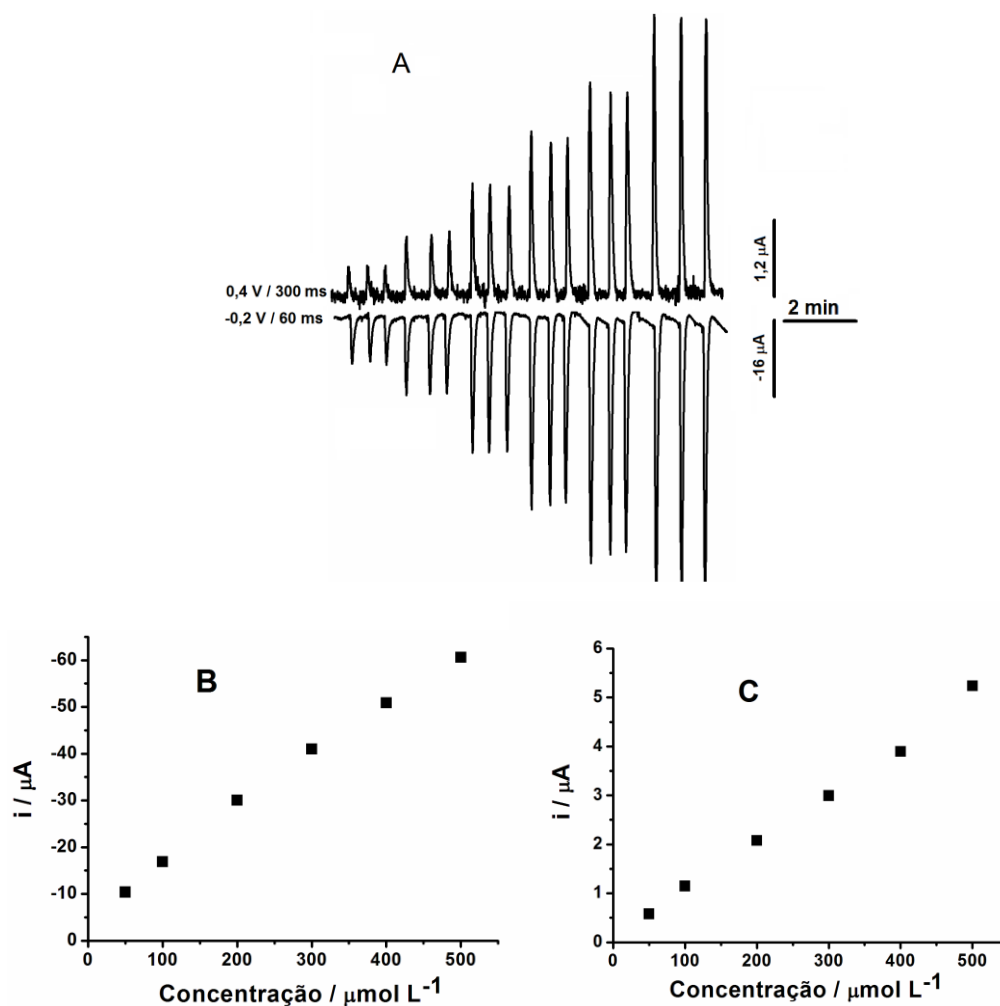 A
0,4 V / 300 ms
-0,2 V / 60 ms
1,2 µA
2 min
-16 µA
B
i / µA
-60
-50
-40
-30
-20
-10
0
0 100 200 300 400 500
Concentração / µmol L⁻¹
C
i / µA
6
5
4
3
2
1
0
0 100 200 300 400 500
Concentração / µmol L⁻¹